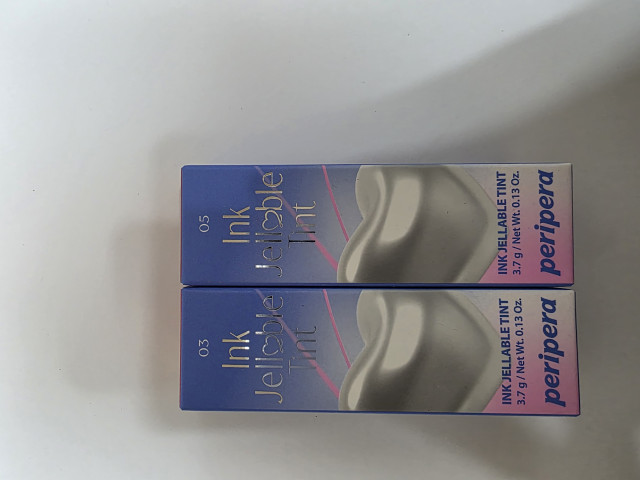 05
Ink
Jellable
Tint
INK JELLABLE TINT
3.7 g / Net Wt. 0.13 Oz.
peripera
03
Ink
Jellable
Tint
INK JELLABLE TINT
3.7 g / Net Wt. 0.13 Oz.
peripera